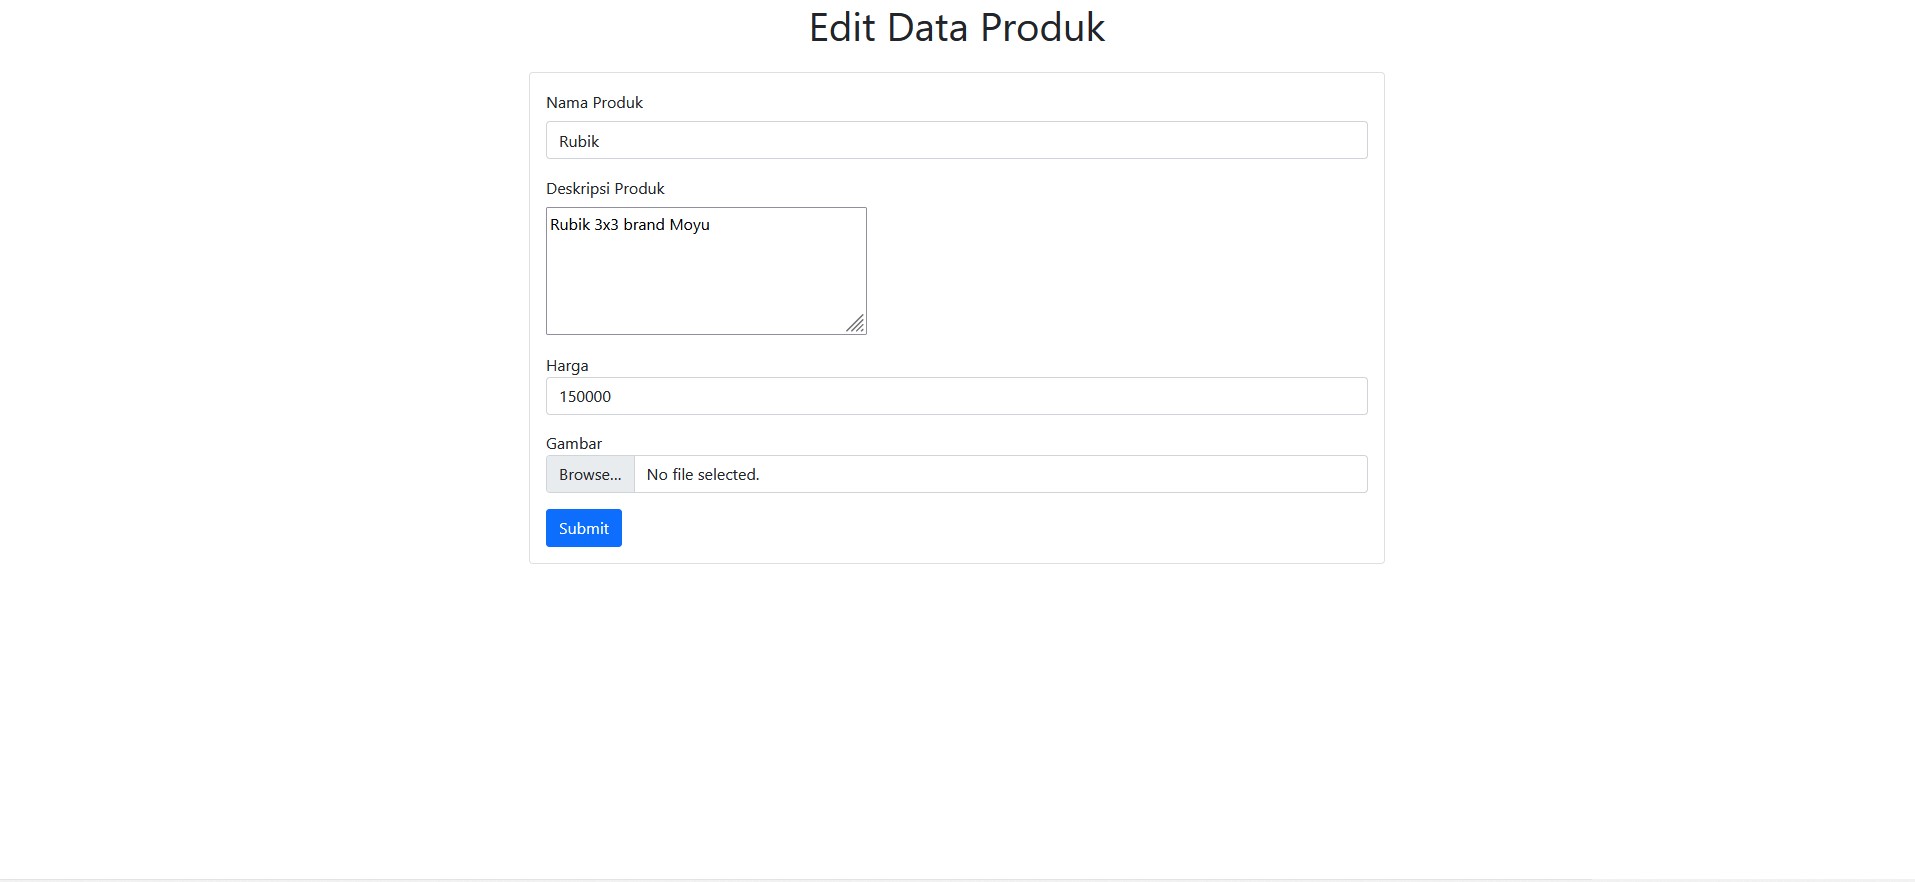 Edit Data Produk
Nama Produk
Rubik
Deskripsi Produk
Rubik 3x3 brand Moyu
Harga
150000
Gambar
Browse... No file selected.
Submit